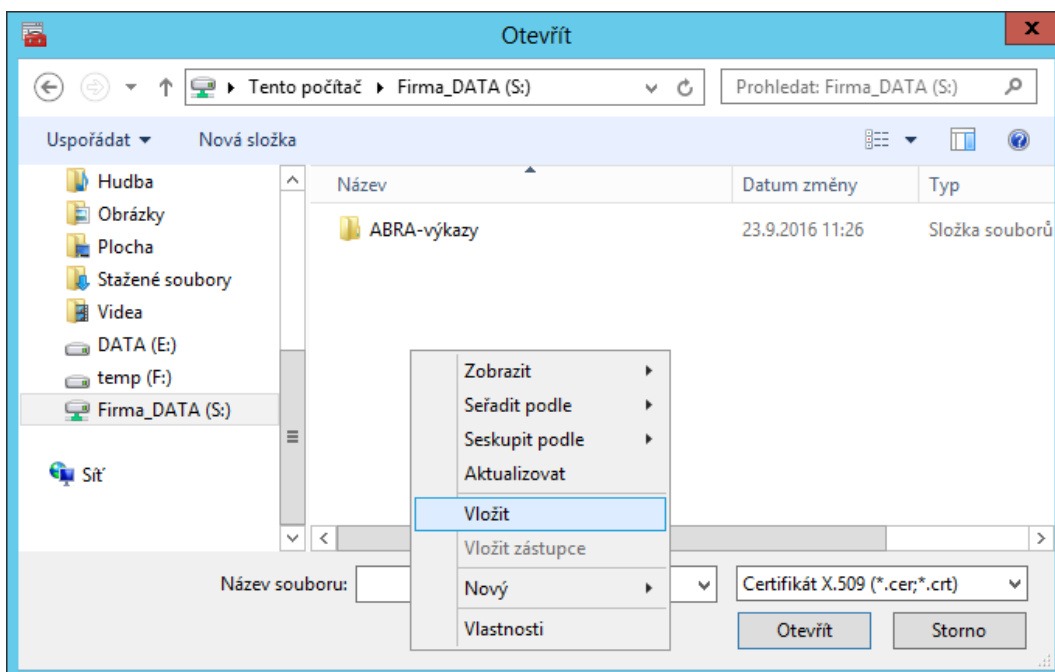 Otevřít
x
Tento počítač ▸ Firma_DATA (S:)
Prohledat: Firma_DATA (S:)
Uspořádat
Nová složka
Hudba
Obrázky
Plocha
Stažené soubory
Videa
DATA (E:)
temp (F:)
Firma_DATA (S:)
Síť
Název
Datum změny
Typ
ABRA-výkazy
23.9.2016 11:26
Složka souborů
Zobrazit
Seřadit podle
Seskupit podle
Aktualizovat
Vložit
Vložit zástupce
Nový
Vlastnosti
Název souboru:
Certifikát X.509 (*.cer;*.crt)
Otevřít
Storno